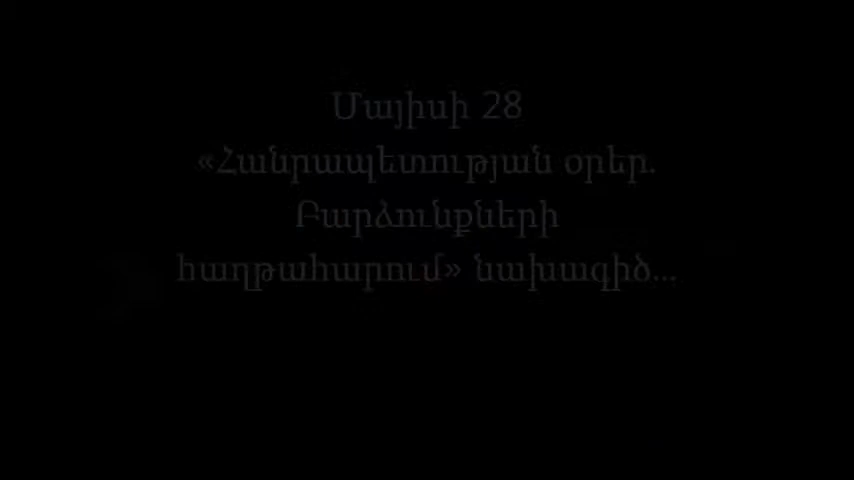 Մայիսի 28
«Հանրապետության օրեր.
Բարձունքների
հաղթահարում» նախագիծ...